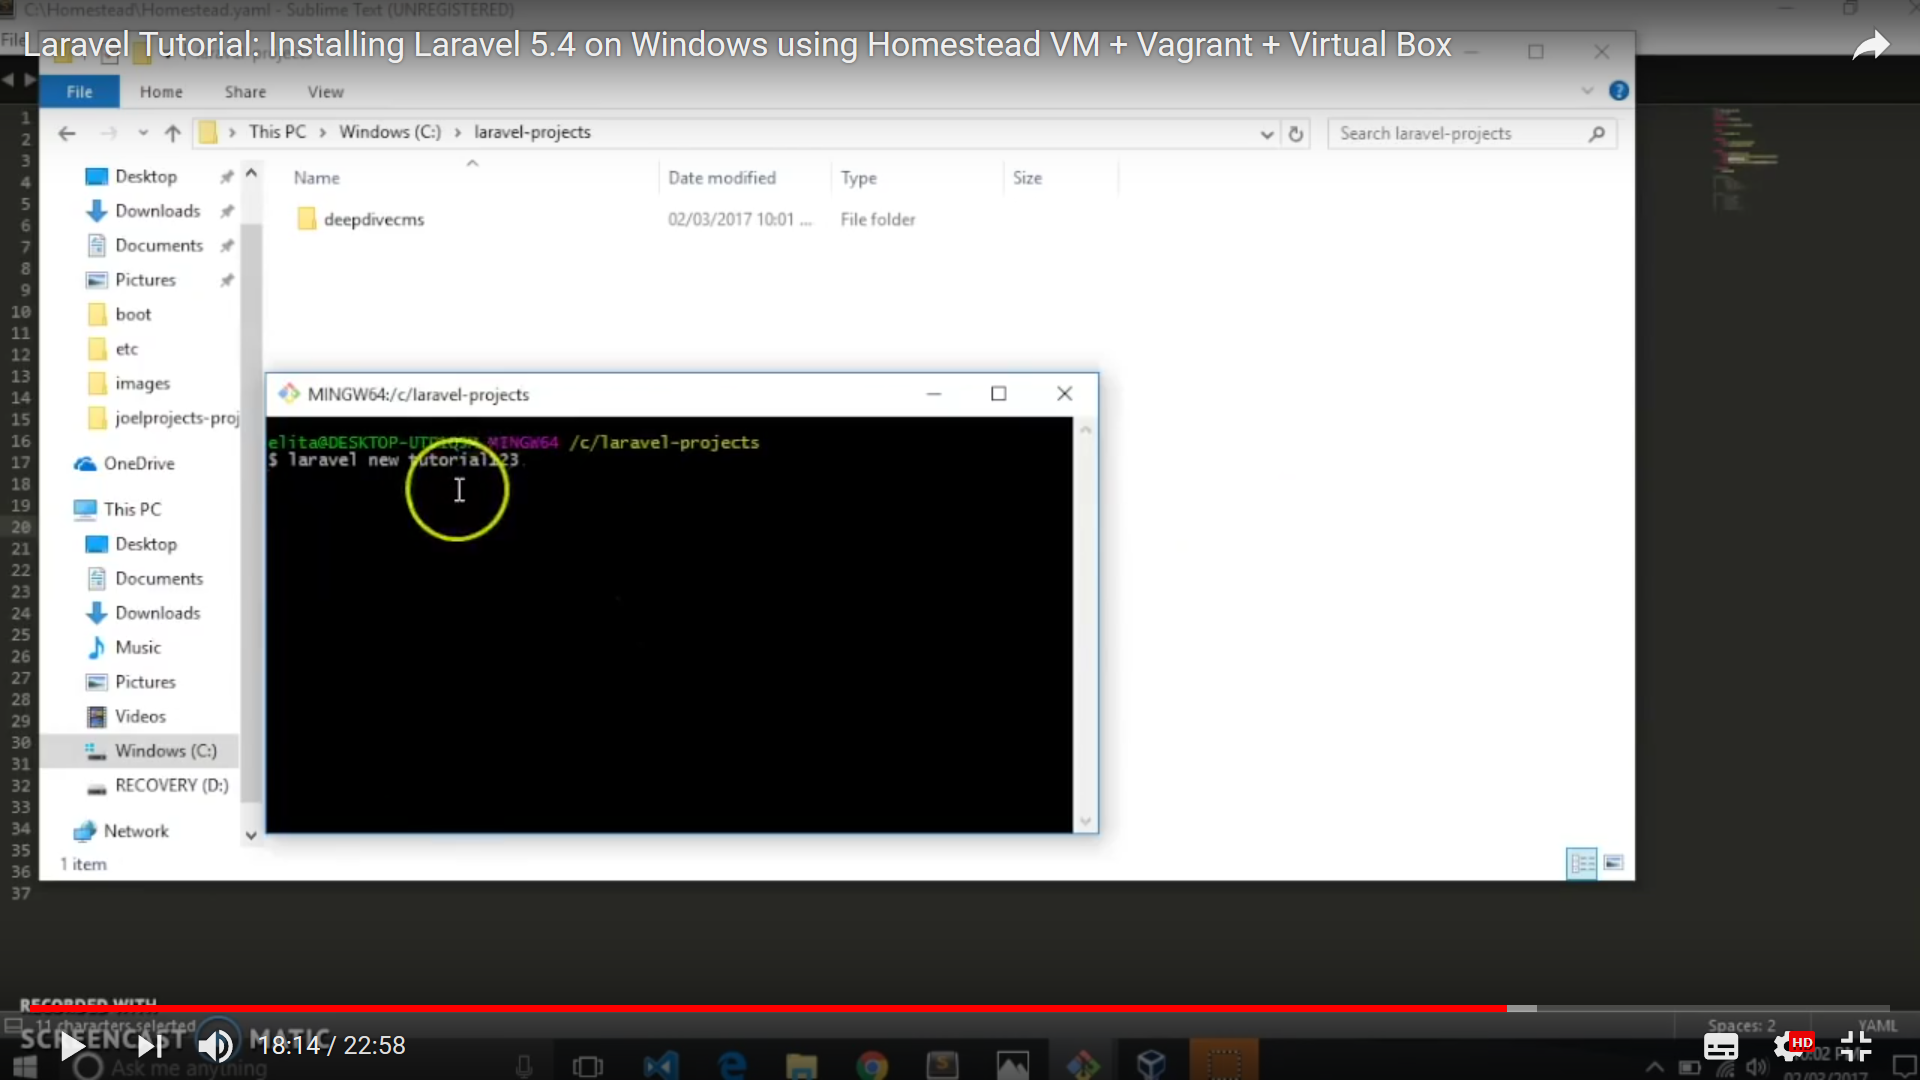 C:\Homestead\Homestead.yaml - Sublime Text (UNREGISTERED)
Laravel Tutorial: Installing Laravel 5.4 on Windows using Homestead VM + Vagrant + Virtual Box
File Home Share View
This PC > Windows (C:) > laravel-projects
Search laravel-projects
Name Date modified Type Size
deepdivecms 02/03/2017 10:01 ... File folder
Desktop
Downloads
Documents
Pictures
boot
etc
images
joelprojects-proj
OneDrive
This PC
Desktop
Documents
Downloads
Music
Pictures
Videos
Windows (C:)
RECOVERY (D:)
Network
1 item
MINGW64:/c/laravel-projects
MINGW64 /c/laravel-projects
$ laravel new tutorial123
1
2
3
4
5
6
7
8
9
10
11
12
13
14
15
16
17
18
19
20
21
22
23
24
25
26
27
28
29
30
31
32
33
34
35
36
37
RECORDED WITH
11 characters selected
SCREENCAST MATIC
18:14 / 22:58
Spaces: 2 YAML
HD
Ask me anything
02/03/2017